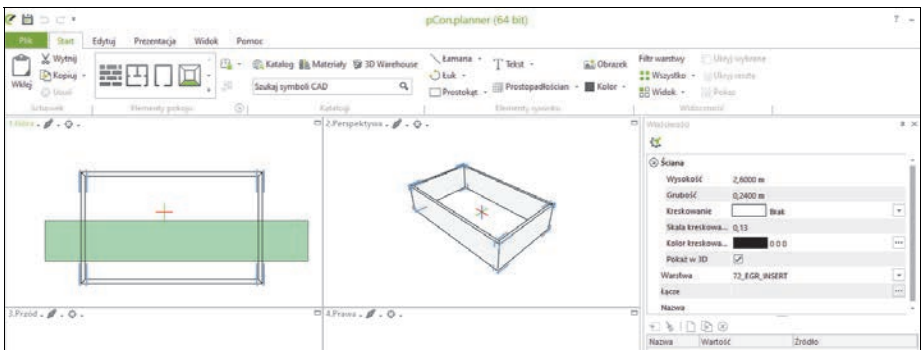 pCon.planner (64 bit)
Plik Start Edytuj Prezentacja Widok Pomoc
Wklej
Wytnij
Kopiuj
Usuń
Schowek
Elementy pokoju
Katalog Materiały 3D Warehouse
Szukaj symboli CAD
Katalogi
Łamana Tekst Obrazek
Łuk
Prostokąt Prostopadłościan Kolor
Elementy rysunku
Filtr warstwy Ukryj wybrane
Wszystko Ukryj resztę
Widok Pokaż
Widoczność
1.Góra
2.Perspektywa
3.Przód
4.Prawa
Właściwości
Ściana
Wysokość 2,6000 m
Grubość 0,2400 m
Kreskowanie Brak
Skala kreskowa... 0,13
Kolor kreskowa... 0 0 0
Pokaż w 3D
Warstwa 72_EGR_INSERT
Łącze
Nazwa
Nazwa Wartość Źródło